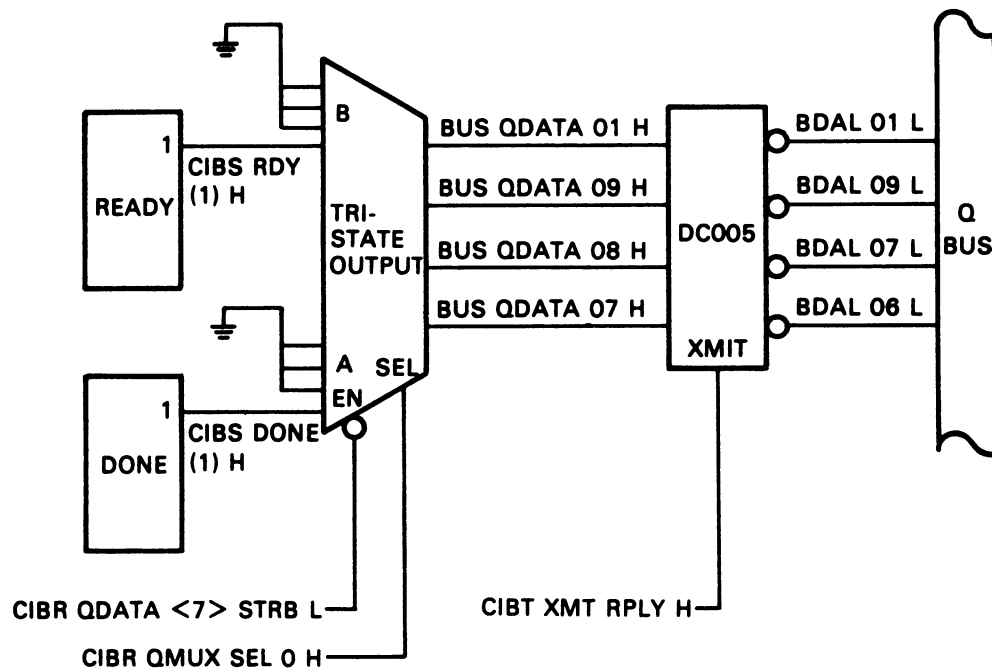 B
1
CIBS RDY
(1) H
READY
TRI-
STATE
OUTPUT
BUS QDATA 01 H
BUS QDATA 09 H
BUS QDATA 08 H
BUS QDATA 07 H
DC005
XMIT
BDAL 01 L
BDAL 09 L
BDAL 07 L
BDAL 06 L
Q
BUS
A
SEL
EN
1
CIBS DONE
(1) H
DONE
CIBR QDATA <7> STRB L
CIBT XMT RPLY H
CIBR QMUX SEL 0 H